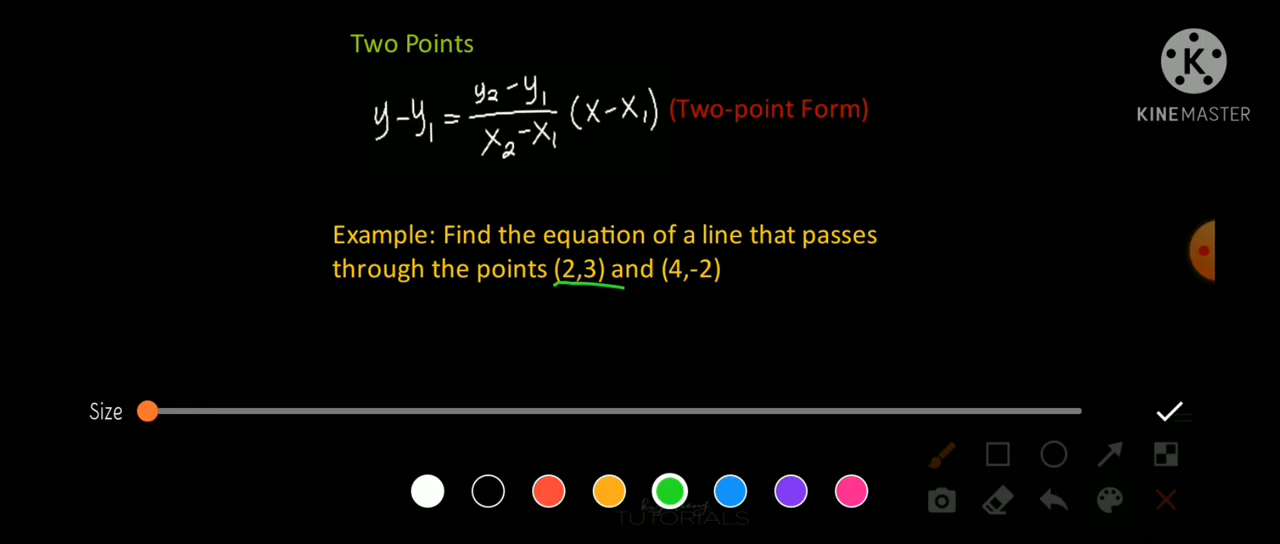 Two Points
y-y₁ = y₂-y₁ / x₂-x₁ (x-x₁) (Two-point Form)
KINEMASTER
Example: Find the equation of a line that passes
through the points (2,3) and (4,-2)
Size
TUTORIALS